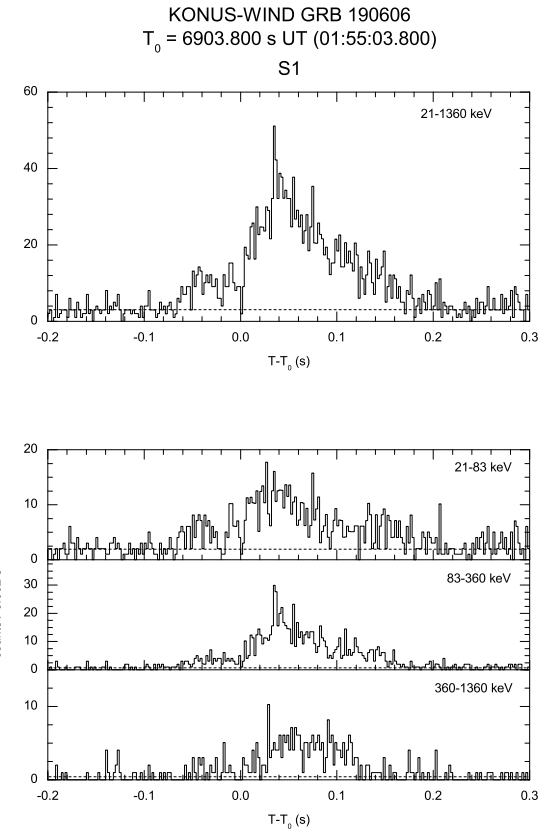 KONUS-WIND GRB 190606
T₀ = 6903.800 s UT (01:55:03.800)
S1
60
21-1360 keV
40
20
0
-0.2 -0.1 0.0 0.1 0.2 0.3
T-T₀ (s)
20
21-83 keV
10
0
83-360 keV
30
20
10
0
360-1360 keV
10
0
-0.2 -0.1 0.0 0.1 0.2 0.3
T-T₀ (s)